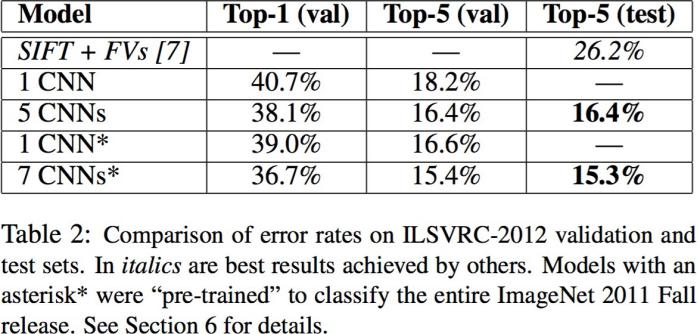 Model Top-1 (val) Top-5 (val) Top-5 (test)
SIFT + FVs [7] — — 26.2%
1 CNN 40.7% 18.2% —
5 CNNs 38.1% 16.4% 16.4%
1 CNN* 39.0% 16.6% —
7 CNNs* 36.7% 15.4% 15.3%
Table 2: Comparison of error rates on ILSVRC-2012 validation and
test sets. In italics are best results achieved by others. Models with an
asterisk* were “pre-trained” to classify the entire ImageNet 2011 Fall
release. See Section 6 for details.